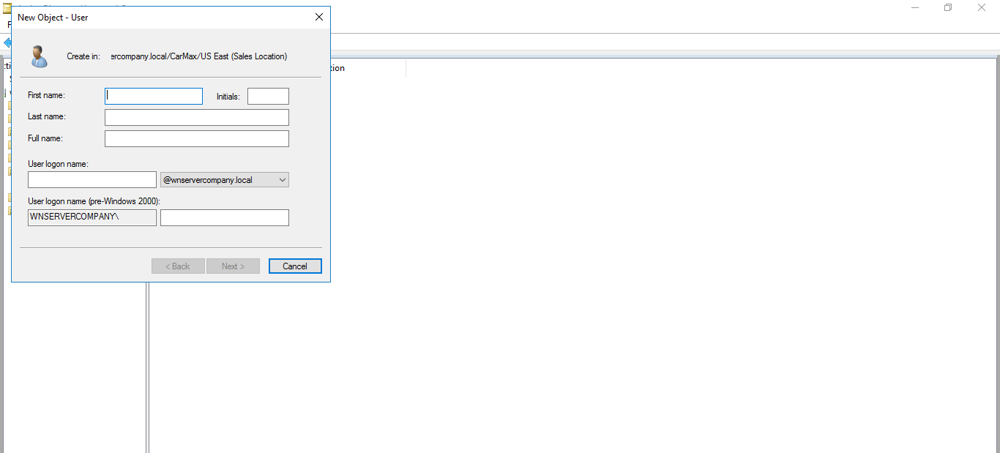 New Object - User
Create in: ercompany.local/CarMax/US East (Sales Location)
First name:
Initials:
Last name:
Full name:
User logon name:
@wnservercompany.local
User logon name (pre-Windows 2000):
WNSERVERCOMPANY\
< Back Next > Cancel
tion